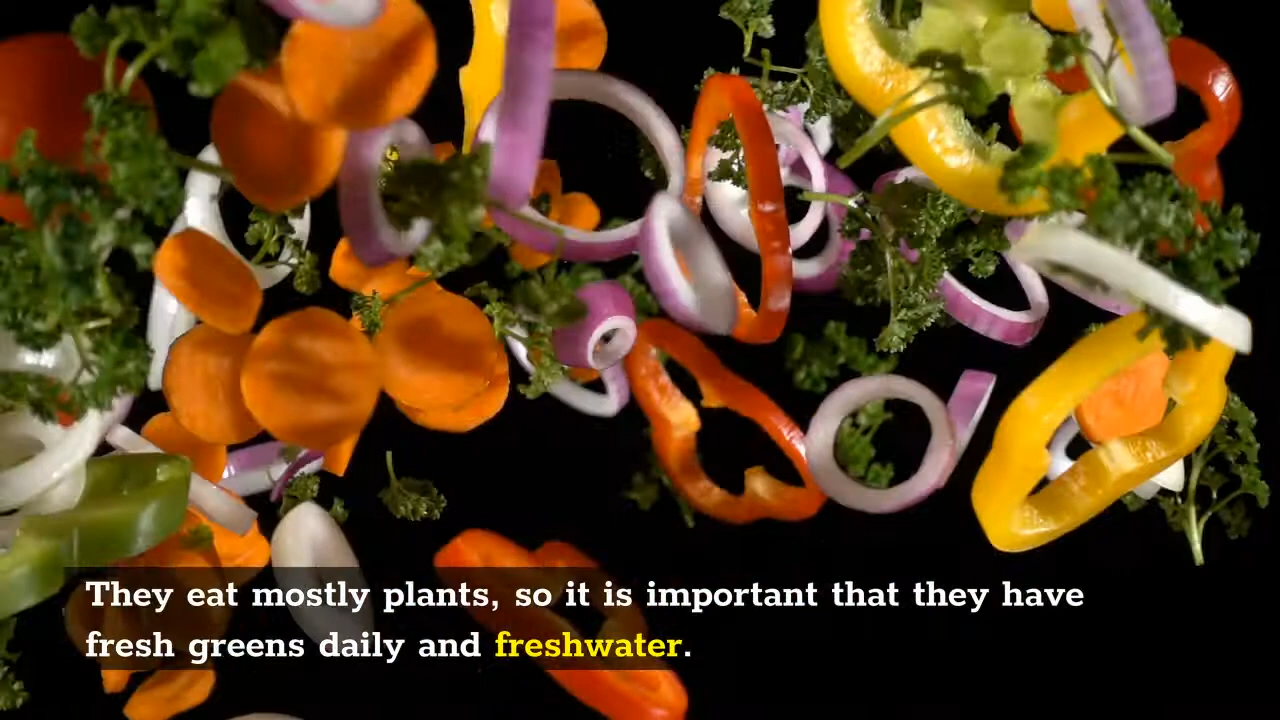 They eat mostly plants, so it is important that they have
fresh greens daily and freshwater.